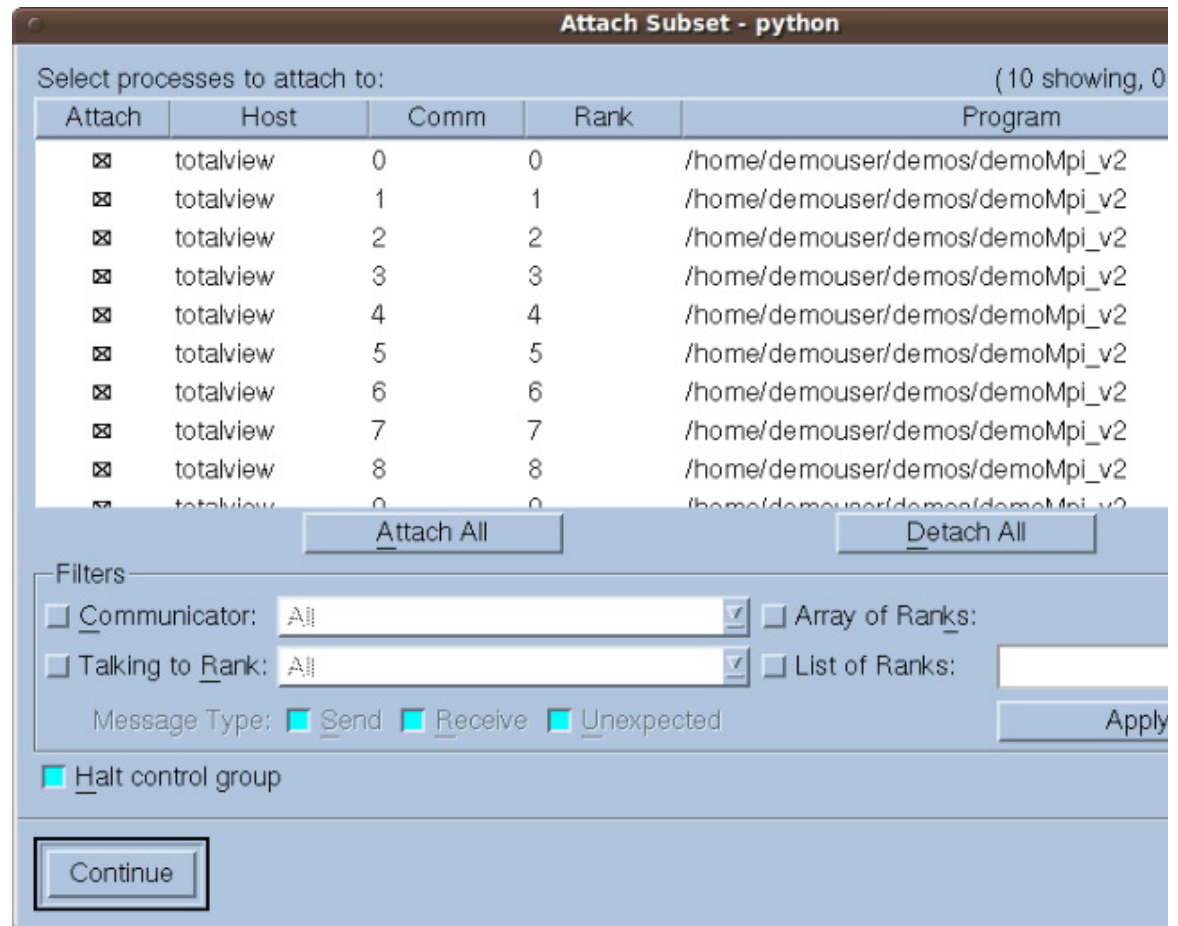 Attach Subset - python
Select processes to attach to: (10 showing, 0
Attach Host Comm Rank Program
totalview 0 0 /home/demouser/demos/demoMpi_v2
totalview 1 1 /home/demouser/demos/demoMpi_v2
totalview 2 2 /home/demouser/demos/demoMpi_v2
totalview 3 3 /home/demouser/demos/demoMpi_v2
totalview 4 4 /home/demouser/demos/demoMpi_v2
totalview 5 5 /home/demouser/demos/demoMpi_v2
totalview 6 6 /home/demouser/demos/demoMpi_v2
totalview 7 7 /home/demouser/demos/demoMpi_v2
totalview 8 8 /home/demouser/demos/demoMpi_v2
totalview /home/demouser/demos/demoMpi_v2
Attach All Detach All
Filters
Communicator: All Array of Ranks:
Talking to Rank: All List of Ranks:
Message Type: Send Receive Unexpected Apply
Halt control group
Continue